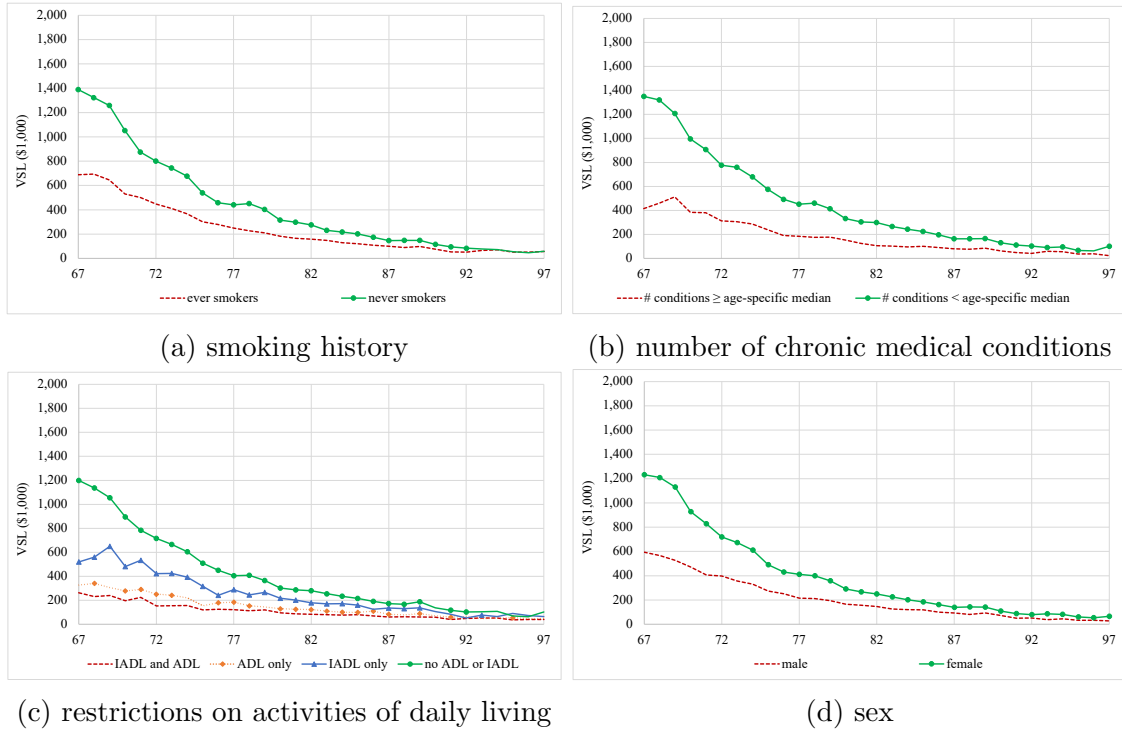 2,000
1,800
1,600
1,400
1,200
1,000
800
600
400
200
0
VSL ($1,000)
67 72 77 82 87 92 97
ever smokers never smokers
(a) smoking history
2,000
1,800
1,600
1,400
1,200
1,000
800
600
400
200
0
VSL ($1,000)
67 72 77 82 87 92 97
# conditions ≥ age-specific median # conditions < age-specific median
(b) number of chronic medical conditions
2,000
1,800
1,600
1,400
1,200
1,000
800
600
400
200
0
VSL ($1,000)
67 72 77 82 87 92 97
IADL and ADL ADL only IADL only no ADL or IADL
(c) restrictions on activities of daily living
2,000
1,800
1,600
1,400
1,200
1,000
800
600
400
200
0
VSL ($1,000)
67 72 77 82 87 92 97
male female
(d) sex